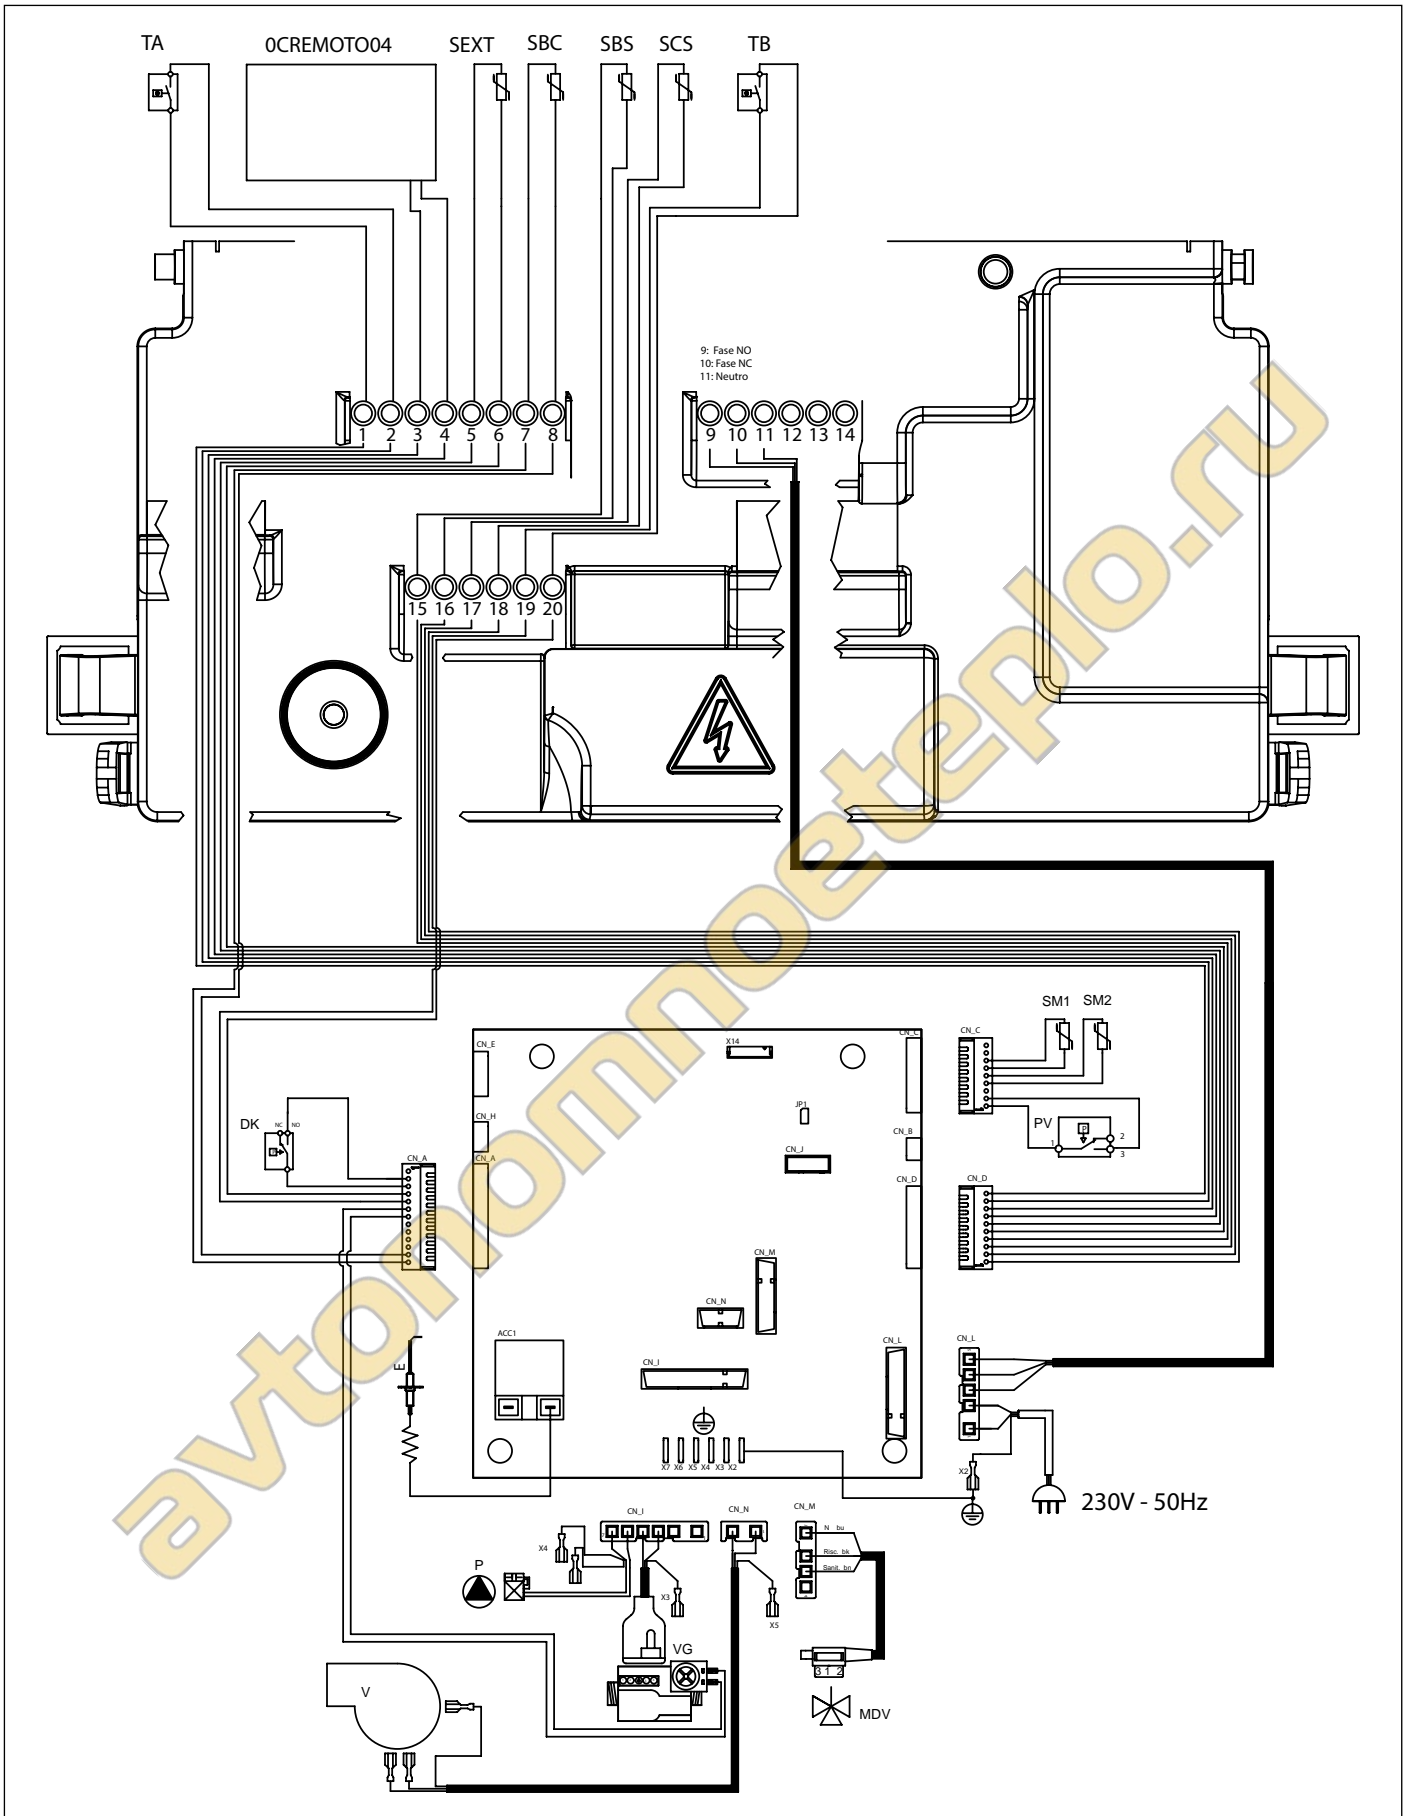 TA 0CREMOTO04 SEXT SBC SBS SCS TB
9: Fase NO
10: Fase NC
11: Neutro
1 2 3 4 5 6 7 8
9 10 11 12 13 14
15 16 17 18 19 20
avtonomnoeteplo.ru
SM1 SM2
CN_E
X14
CN_C
CN_C
JP1
CN_H
CN_B
PV
P
1
2
3
DK
NC NO
CN_A
CN_A
CN_J
CN_D
CN_D
CN_M
CN_N
ACC1
CN_L
CN_L
CN_I
E
X7 X6 X5 X4 X3 X2
X2
230V - 50Hz
CN_I
CN_N
CN_M
N bu
Risc. bk
Sanit. bn
X4
P
X3
X5
VG
V
3 1 2
MDV